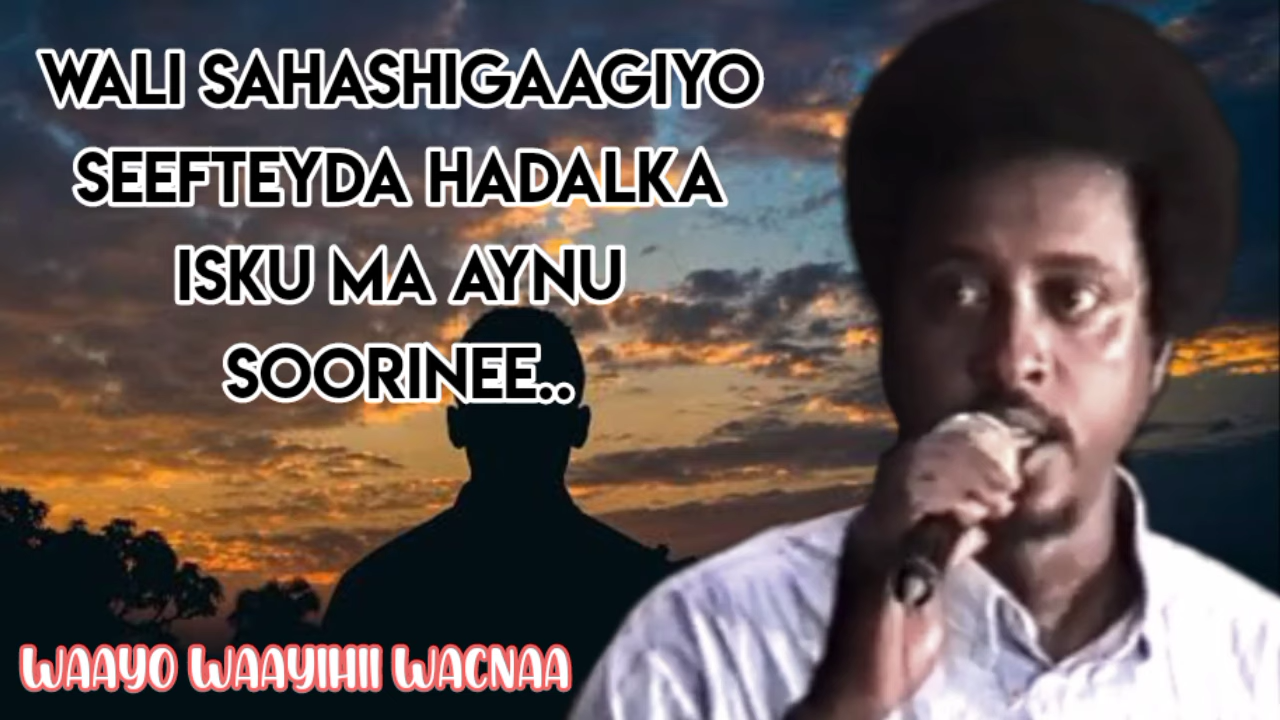 WALI SAHASHIGAAGIYO
SEEFTEYDA HADALKA
ISKU MA AYNU
SOORINEE..
WAAYO WAAYIHII WACNAA